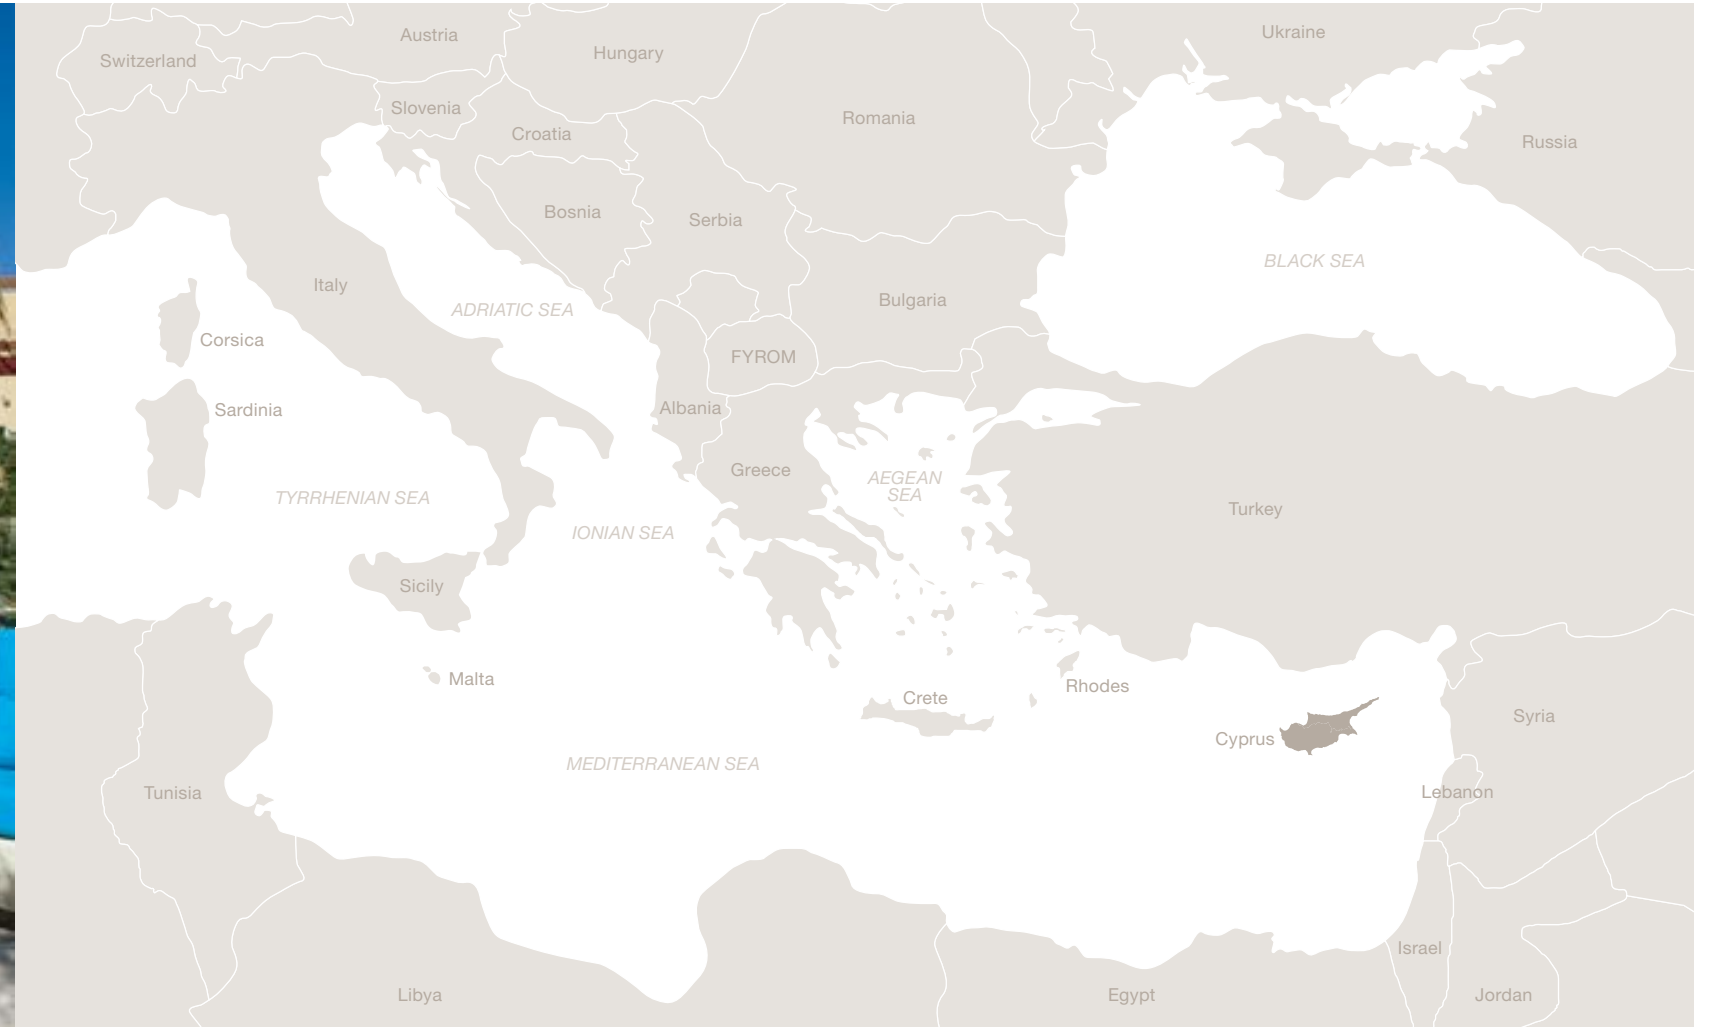 Austria
Ukraine
Switzerland
Hungary
Slovenia
Romania
Croatia
Russia
Bosnia
Serbia
BLACK SEA
Italy
Bulgaria
ADRIATIC SEA
Corsica
FYROM
Albania
Sardinia
Greece
AEGEAN
SEA
TYRRHENIAN SEA
Turkey
IONIAN SEA
Sicily
Malta
Rhodes
Crete
Syria
Cyprus
MEDITERRANEAN SEA
Tunisia
Lebanon
Israel
Libya
Egypt
Jordan